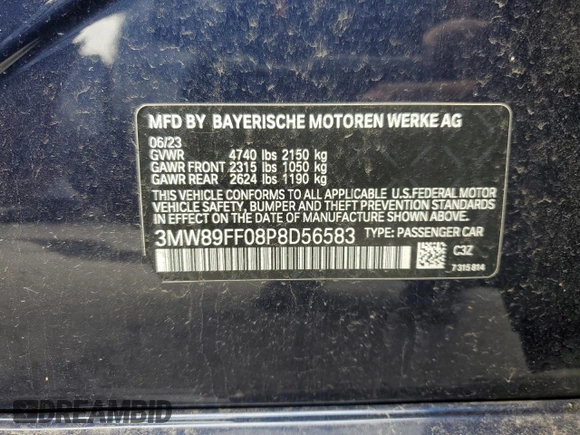 MFD BY BAYERISCHE MOTOREN WERKE AG
06/23
GVWR 4740 lbs 2150 kg
GAWR FRONT 2315 lbs 1050 kg
GAWR REAR 2624 lbs 1190 kg
THIS VEHICLE CONFORMS TO ALL APPLICABLE U.S.FEDERAL MOTOR
VEHICLE SAFETY, BUMPER AND THEFT PREVENTION STANDARDS
IN EFFECT ON THE DATE OF MANUFACTURE SHOWN ABOVE.
3MW89FF08P8D56583 TYPE: PASSENGER CAR
C3Z
7315814
DREAMBID